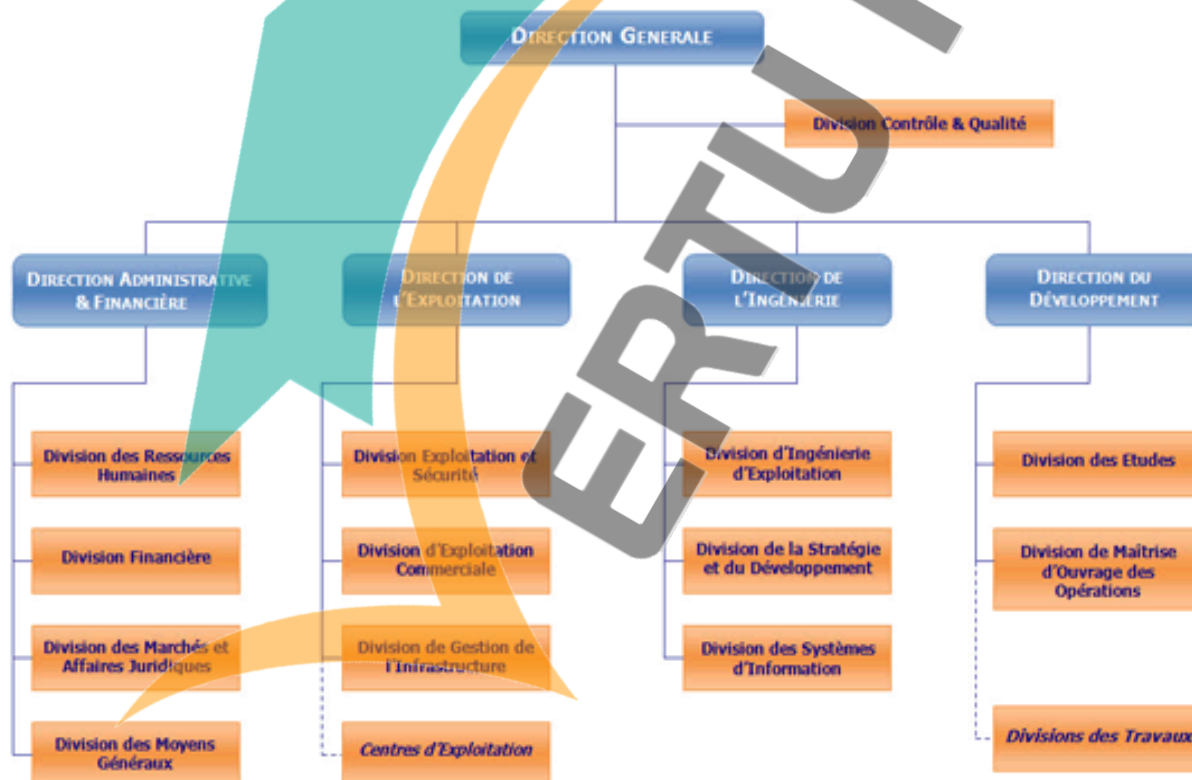 DIRECTION GENERALE
Division Contrôle & Qualité
DIRECTION ADMINISTRATIVE
& FINANCIÈRE
DIRECTION DE
L'EXPLOITATION
DIRECTION DE
L'INGÉNIERIE
DIRECTION DU
DÉVELOPPEMENT
Division des Ressources
Humaines
Division Financière
Division des Marchés et
Affaires Juridiques
Division des Moyens
Généraux
Division Exploitation et
Sécurité
Division d'Exploitation
Commerciale
Division de Gestion de
l'Infrastructure
Centres d'Exploitation
Division d'Ingénierie
d'Exploitation
Division de la Stratégie
et du Développement
Division des Systèmes
d'Information
Division des Etudes
Division de Maîtrise
d'Ouvrage des
Opérations
Divisions des Travaux